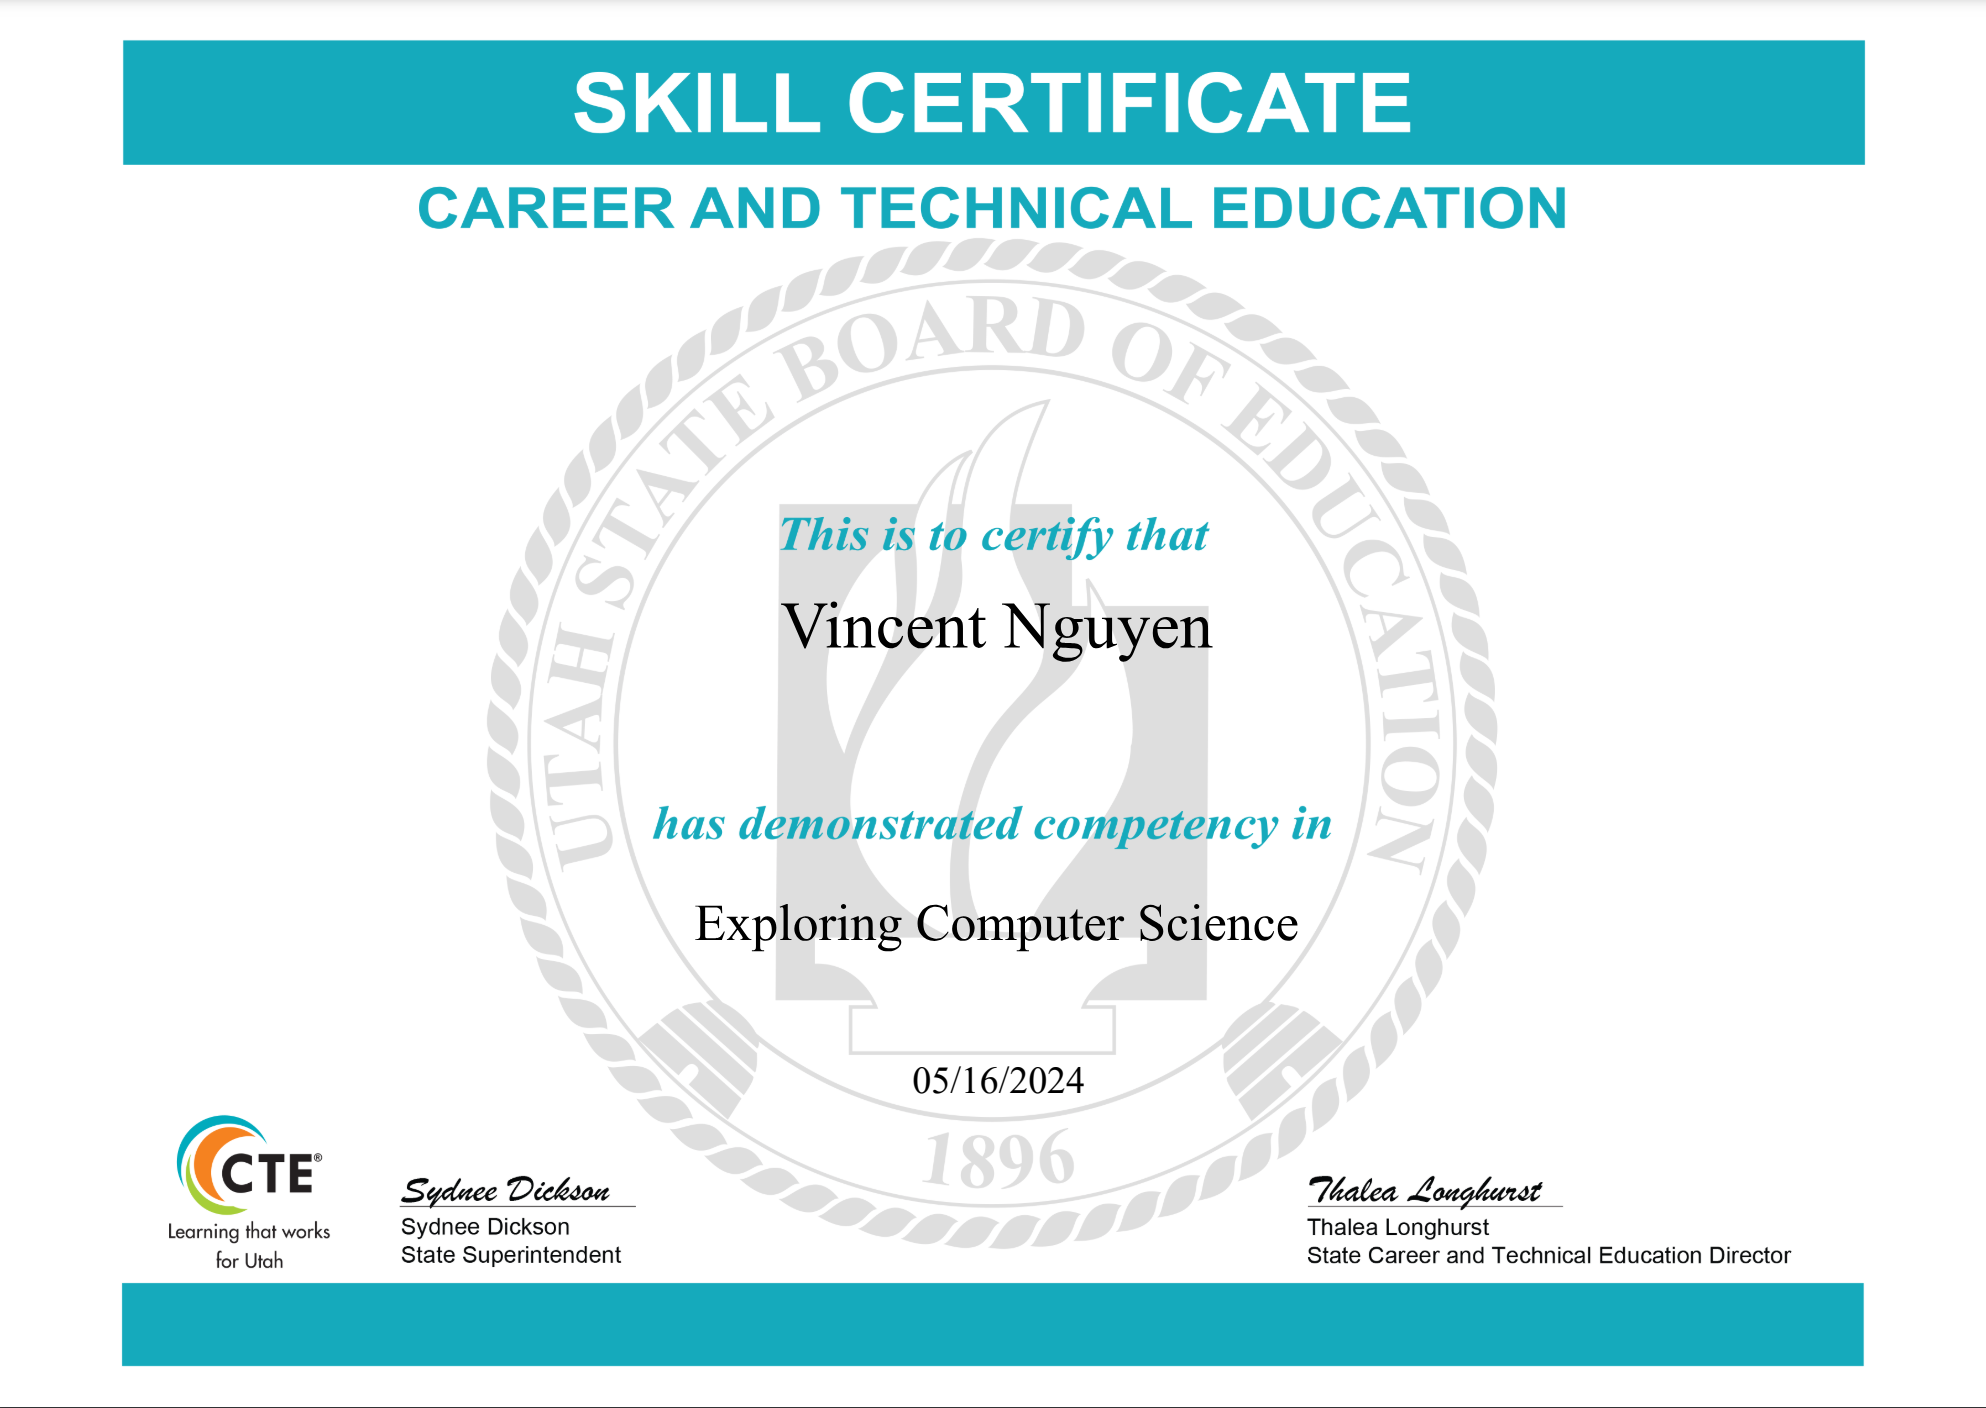 SKILL CERTIFICATE
CAREER AND TECHNICAL EDUCATION
UTAH STATE BOARD OF EDUCATION
This is to certify that
Vincent Nguyen
has demonstrated competency in
Exploring Computer Science
05/16/2024
1896
CTE®
Learning that works
for Utah
Sydnee Dickson
Sydnee Dickson
State Superintendent
Thalea Longhurst
Thalea Longhurst
State Career and Technical Education Director